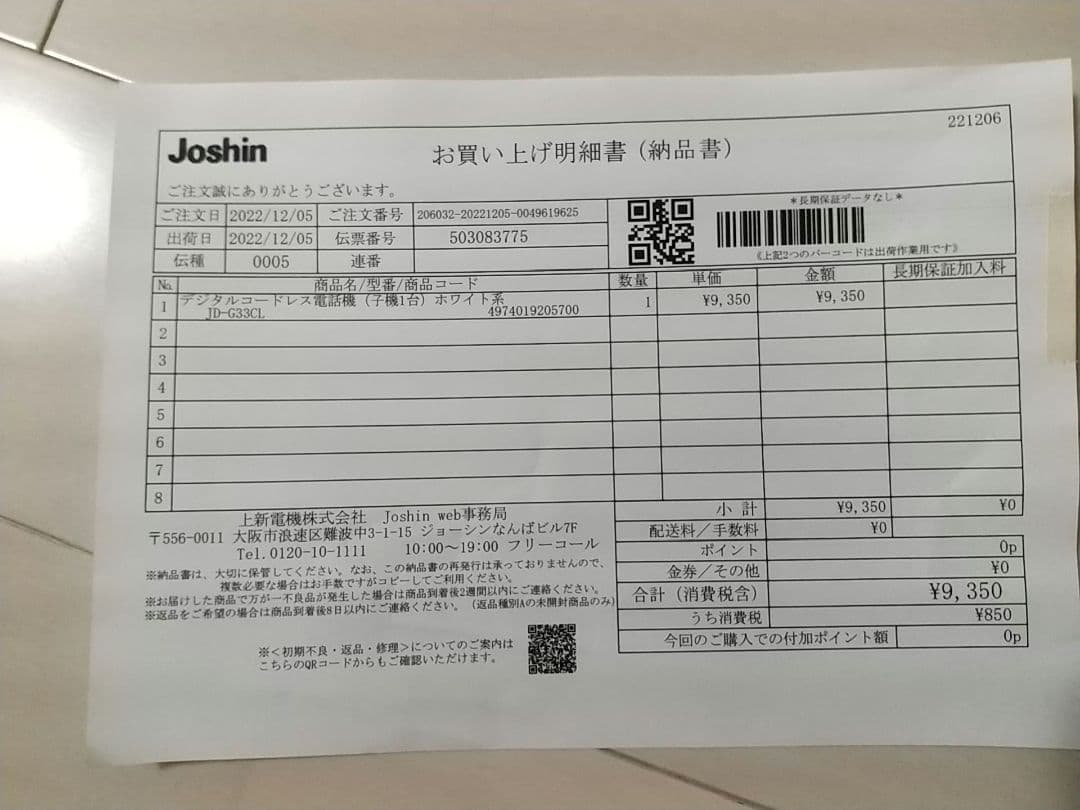 221206
Joshin お買い上げ明細書(納品書)
ご注文誠にありがとうございます。
ご注文日 2022/12/05 ご注文番号 206032-20221205-0049619625
出荷日 2022/12/05 伝票番号 503083775
伝種 0005 連番
*長期保証データなし*
《上記2つのバーコードは出荷作業用です》
No. 商品名/型番/商品コード 数量 単価 金額 長期保証加入料
1 デジタルコードレス電話機(子機1台) ホワイト系 1 ¥9,350 ¥9,350
JD-G33CL 4974019205700
2
3
4
5
6
7
8
上新電機株式会社 Joshin web事務局
〒556-0011 大阪市浪速区難波中3-1-15 ジョーシンなんばビル7F
Tel.0120-10-1111 10:00～19:00 フリーコール
※納品書は、大切に保管してください。なお、この納品書の再発行は承っておりませんので、
複数必要な場合はお手数ですがコピーしてご利用ください。
※お届けした商品で万が一不良品が発生した場合は商品到着後2週間以内にご連絡ください。
※返品をご希望の場合は商品到着後8日以内にご連絡ください。(返品種別Aの未開封商品のみ)
小計 ¥9,350 ¥0
配送料／手数料 ¥0
ポイント 0p
金券／その他 ¥0
合計(消費税含) ¥9,350
うち消費税 ¥850
今回のご購入での付加ポイント額 0p
※<初期不良・返品・修理>についてのご案内は
こちらのQRコードからもご確認いただけます。